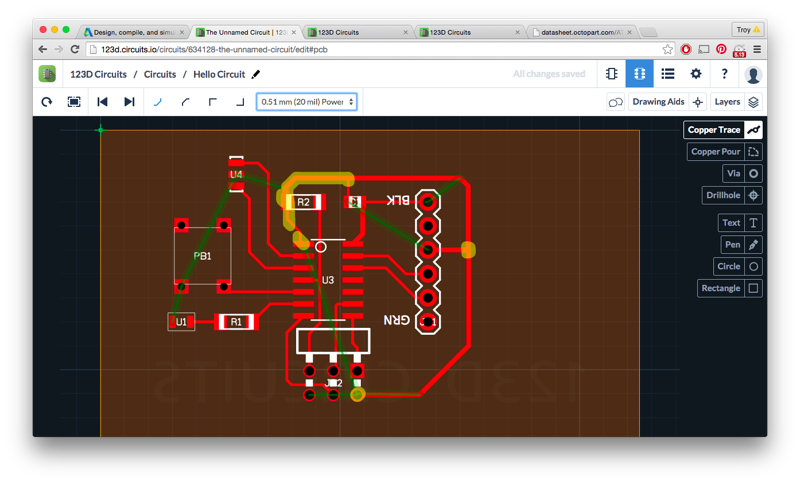 Design, compile, and simul
The Unnamed Circuit | 123
123D Circuits
123D Circuits
datasheet.octopart.com/AT
Troy
123d.circuits.io/circuits/634128-the-unnamed-circuit/edit#pcb
123D Circuits / Circuits / Hello Circuit
All changes saved
?
0.51 mm (20 mil) Power
Drawing Aids
Layers
Copper Trace
Copper Pour
Via
Drillhole
Text
Pen
Circle
Rectangle
U4
R2
BLK
PB1
U3
U1
R1
GRN
123D CIRCUITS